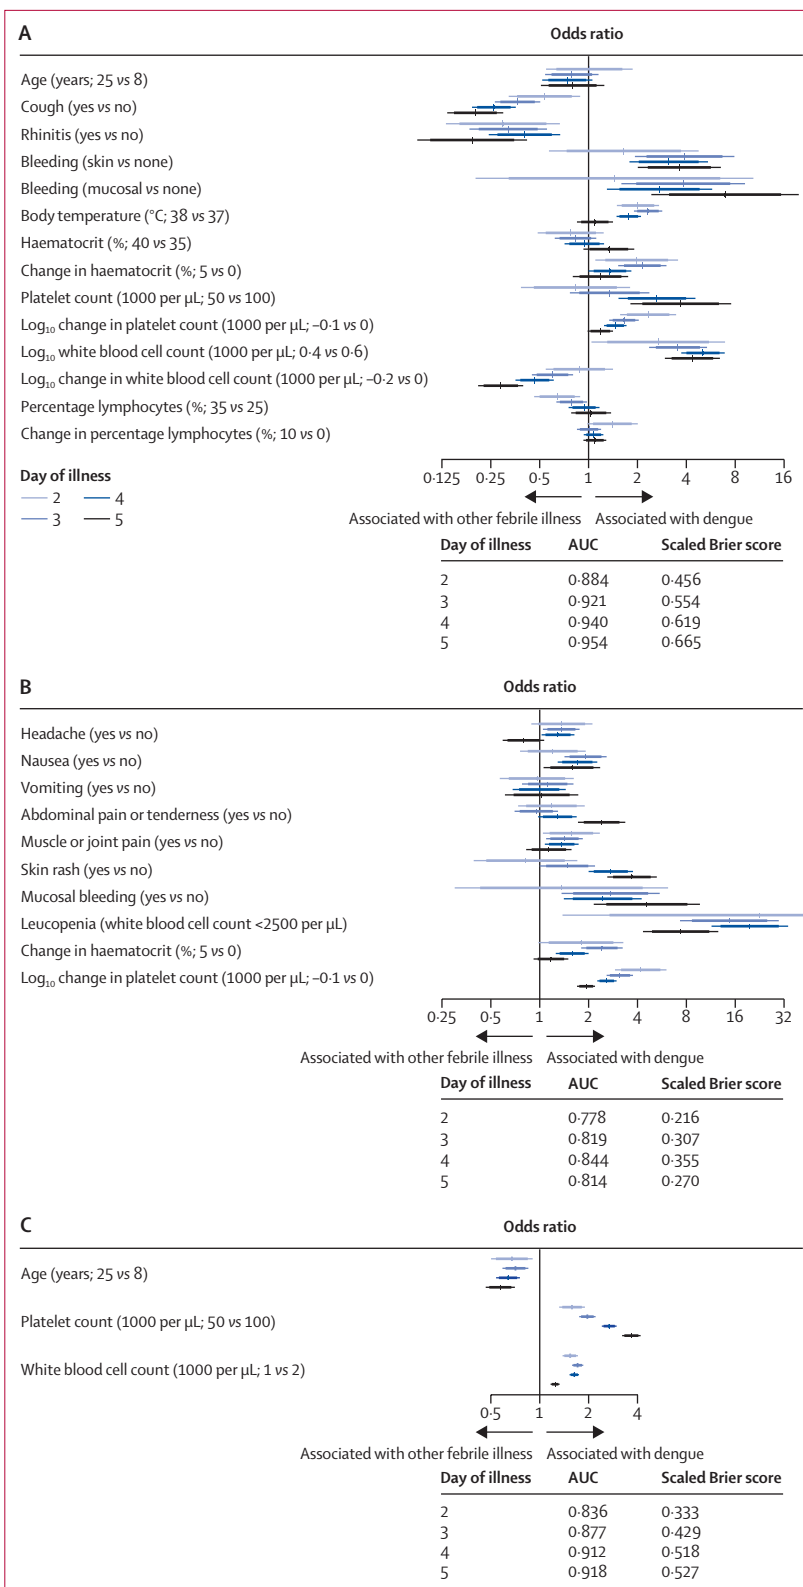 A
Odds ratio
Age (years; 25 vs 8)
Cough (yes vs no)
Rhinitis (yes vs no)
Bleeding (skin vs none)
Bleeding (mucosal vs none)
Body temperature (°C; 38 vs 37)
Haematocrit (%; 40 vs 35)
Change in haematocrit (%; 5 vs 0)
Platelet count (1000 per μL; 50 vs 100)
Log₁₀ change in platelet count (1000 per μL; –0·1 vs 0)
Log₁₀ white blood cell count (1000 per μL; 0·4 vs 0·6)
Log₁₀ change in white blood cell count (1000 per μL; –0·2 vs 0)
Percentage lymphocytes (%; 35 vs 25)
Change in percentage lymphocytes (%; 10 vs 0)
Day of illness
2 4
3 5
0·125 0·25 0·5 1 2 4 8 16
Associated with other febrile illness Associated with dengue
Day of illness AUC Scaled Brier score
2 0·884 0·456
3 0·921 0·554
4 0·940 0·619
5 0·954 0·665
B
Odds ratio
Headache (yes vs no)
Nausea (yes vs no)
Vomiting (yes vs no)
Abdominal pain or tenderness (yes vs no)
Muscle or joint pain (yes vs no)
Skin rash (yes vs no)
Mucosal bleeding (yes vs no)
Leucopenia (white blood cell count <2500 per μL)
Change in haematocrit (%; 5 vs 0)
Log₁₀ change in platelet count (1000 per μL; –0·1 vs 0)
0·25 0·5 1 2 4 8 16 32
Associated with other febrile illness Associated with dengue
Day of illness AUC Scaled Brier score
2 0·778 0·216
3 0·819 0·307
4 0·844 0·355
5 0·814 0·270
C
Odds ratio
Age (years; 25 vs 8)
Platelet count (1000 per μL; 50 vs 100)
White blood cell count (1000 per μL; 1 vs 2)
0·5 1 2 4
Associated with other febrile illness Associated with dengue
Day of illness AUC Scaled Brier score
2 0·836 0·333
3 0·877 0·429
4 0·912 0·518
5 0·918 0·527